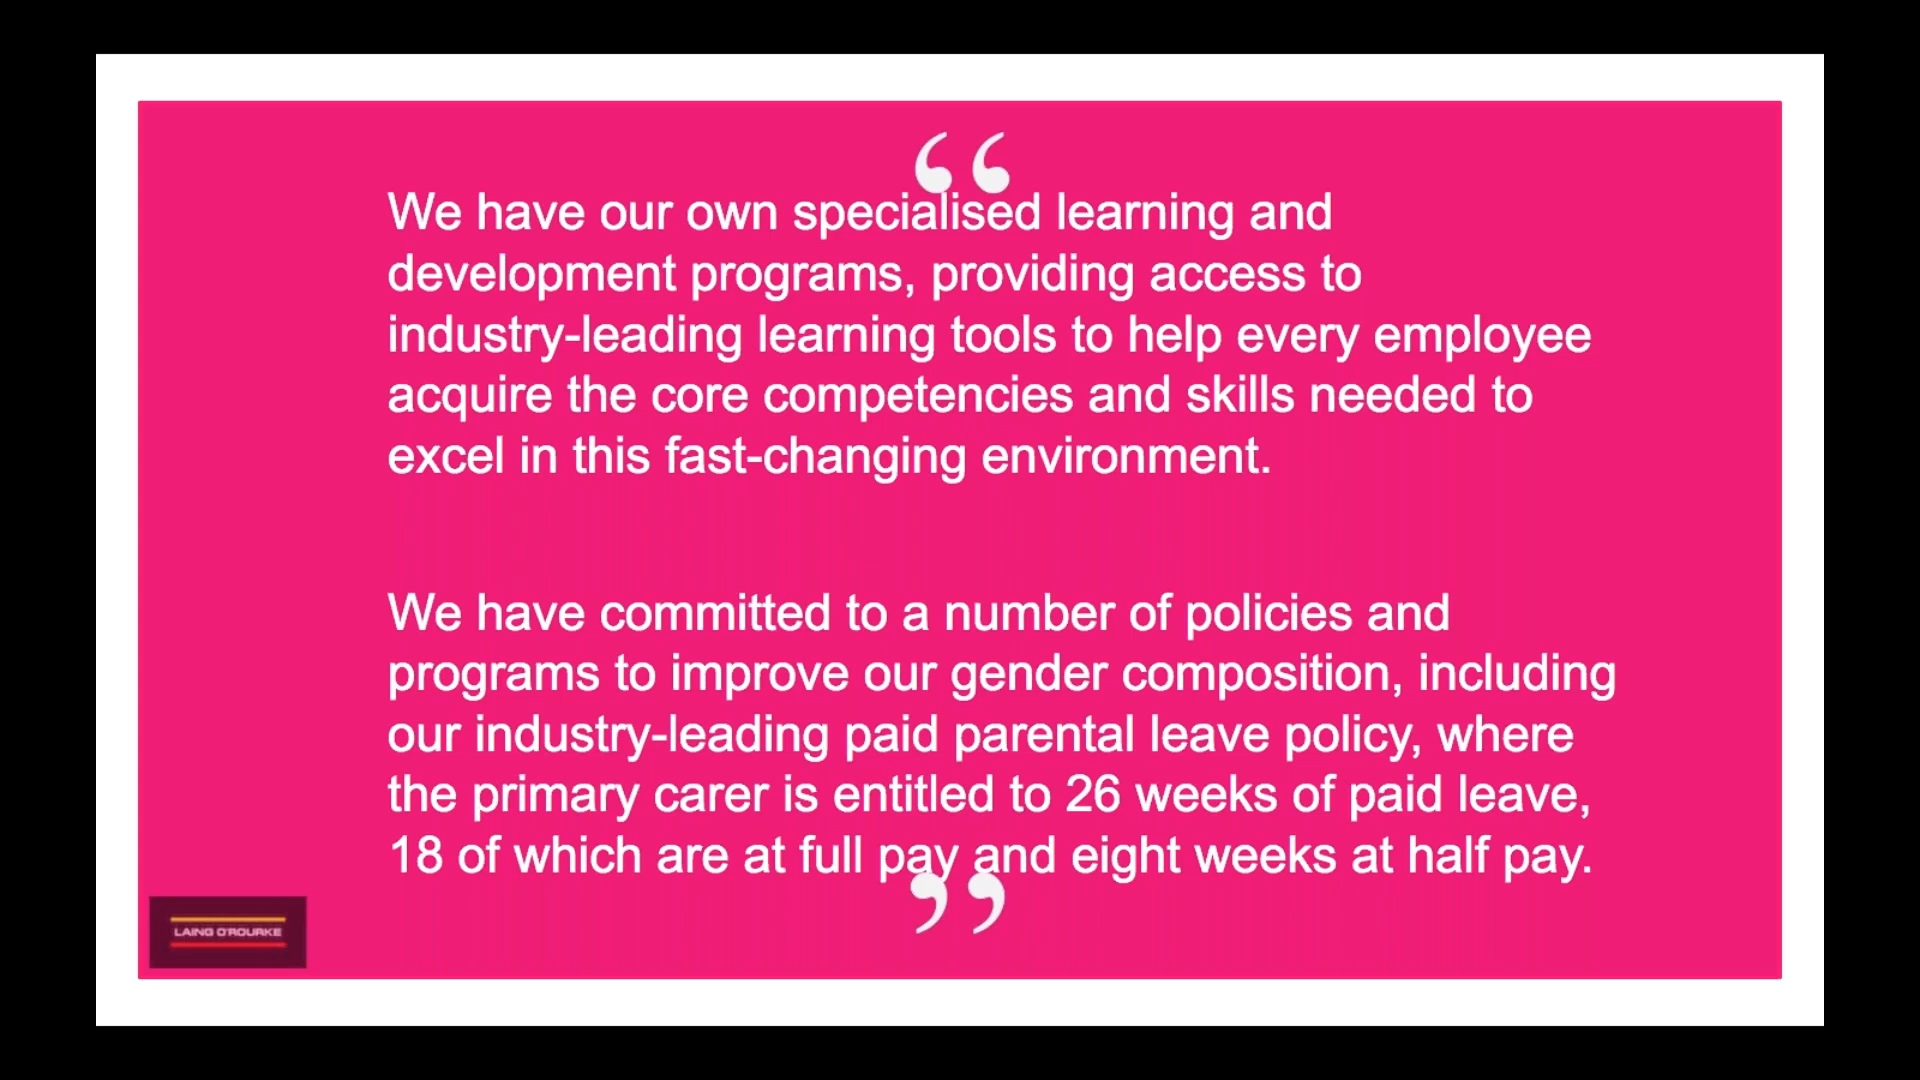 “
We have our own specialised learning and
development programs, providing access to
industry-leading learning tools to help every employee
acquire the core competencies and skills needed to
excel in this fast-changing environment.
We have committed to a number of policies and
programs to improve our gender composition, including
our industry-leading paid parental leave policy, where
the primary carer is entitled to 26 weeks of paid leave,
18 of which are at full pay and eight weeks at half pay.
”
LAING O'ROURKE